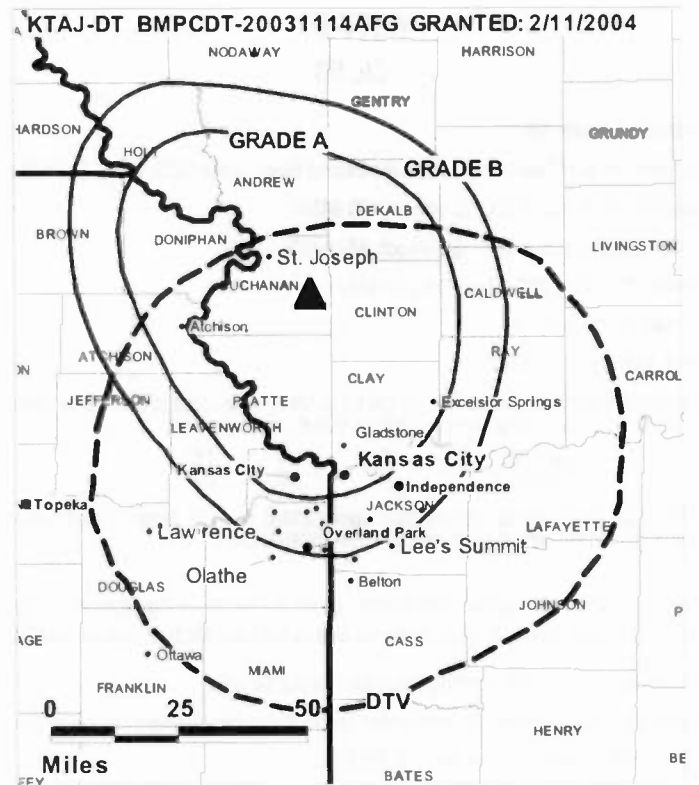 KTAJ-DT BMPCDT-20031114AFG GRANTED: 2/11/2004
NODAWAY
HARRISON
GENTRY
HARDSON
GRUNDY
HOLT
GRADE A
GRADE B
ANDREW
DEKALB
BROWN
DONIPHAN
LIVINGSTON
St. Joseph
BUCHANAN
CALDWELL
CLINTON
Atchison
ATCHISON
RAY
ON
CLAY
CARROL
JEFFERSON
PLATTE
Excelsior Springs
LEAVENWORTH
Gladstone
Kansas City
Kansas City
Independence
Topeka
JACKSON
LAFAYETTE
Lawrence
Overland Park
Lee's Summit
Olathe
Belton
DOUGLAS
JOHNSON
P
AGE
CASS
Ottawa
MIAMI
FRANKLIN
DTV
0 25 50
HENRY
Miles
BE
FEY
BATES